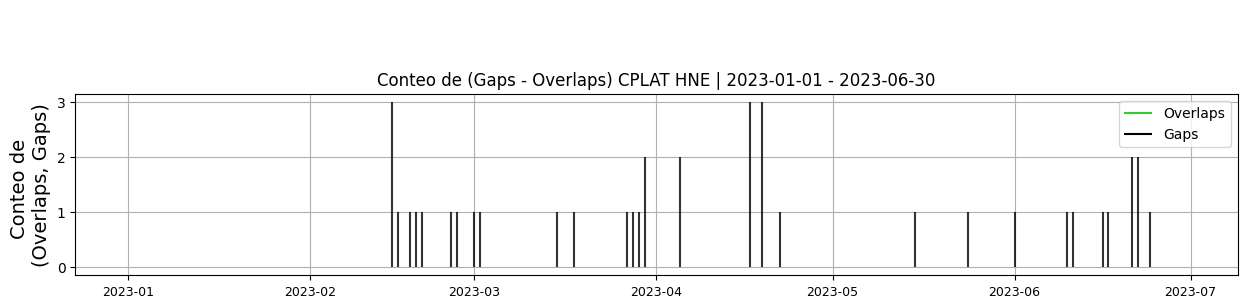 Conteo de (Gaps - Overlaps) CPLAT HNE | 2023-01-01 - 2023-06-30
Conteo de
(Overlaps, Gaps)
3
2
1
0
Overlaps
Gaps
2023-01
2023-02
2023-03
2023-04
2023-05
2023-06
2023-07